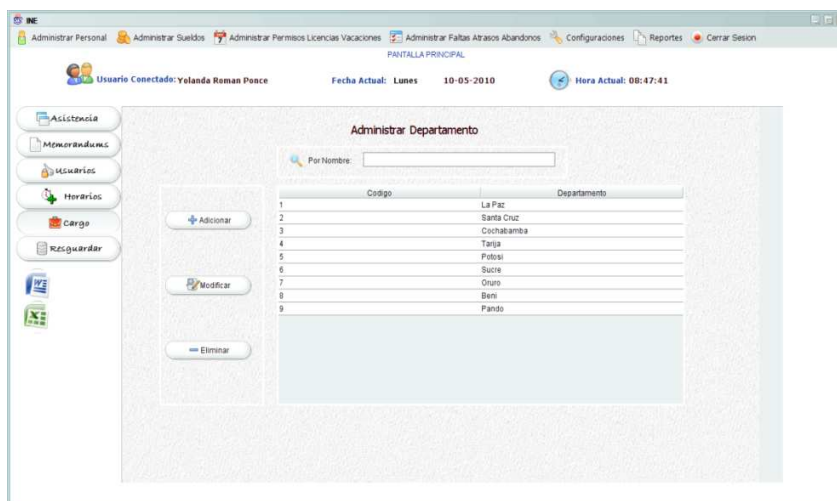 INE
Administrar Personal Administrar Sueldos Administrar Permisos Licencias Vacaciones Administrar Faltas Atrasos Abandonos Configuraciones Reportes Cerrar Sesion
PANTALLA PRINCIPAL
Usuario Conectado: Yolanda Roman Ponce Fecha Actual: Lunes 10-05-2010 Hora Actual: 08:47:41
Asistencia
Memorandums
Usuarios
Horarios
Cargo
Resguardar
Administrar Departamento
Por Nombre:
Adicionar
Modificar
Eliminar
Codigo Departamento
1 La Paz
2 Santa Cruz
3 Cochabamba
4 Tarija
5 Potosi
6 Sucre
7 Oruro
8 Beni
9 Pando